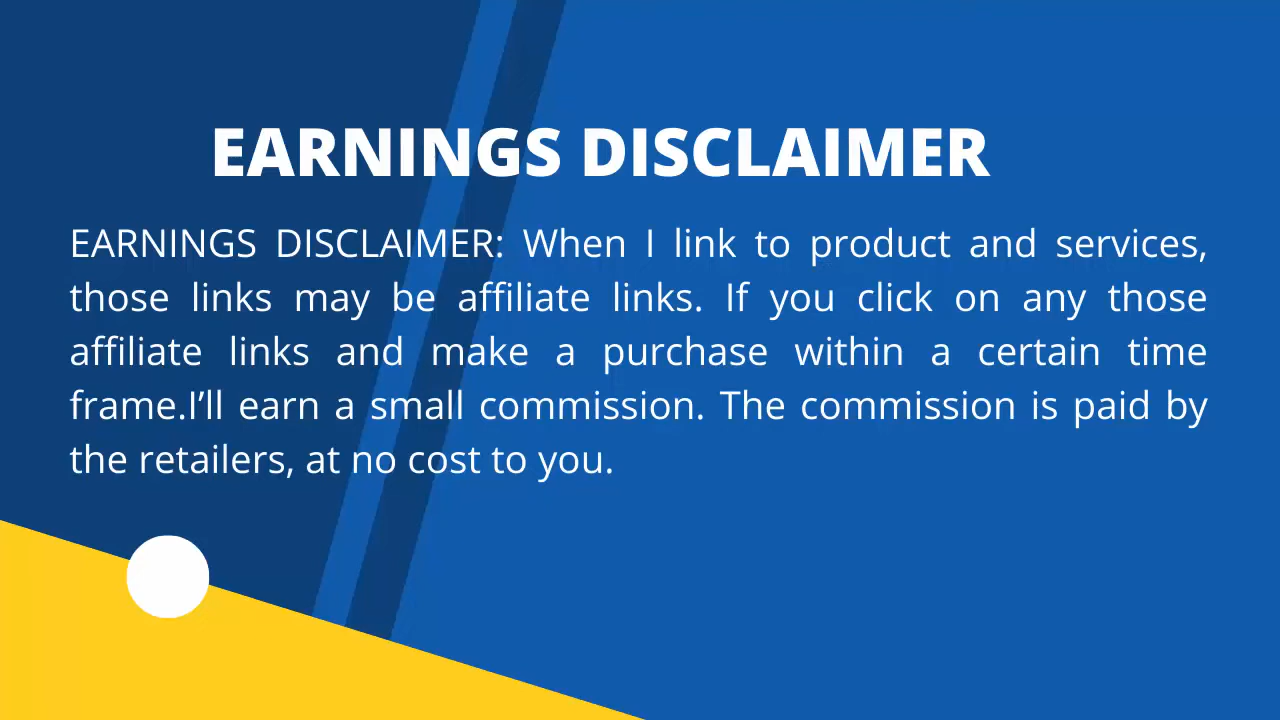 EARNINGS DISCLAIMER
EARNINGS DISCLAIMER: When I link to product and services,
those links may be affiliate links. If you click on any those
affiliate links and make a purchase within a certain time
frame.I’ll earn a small commission. The commission is paid by
the retailers, at no cost to you.